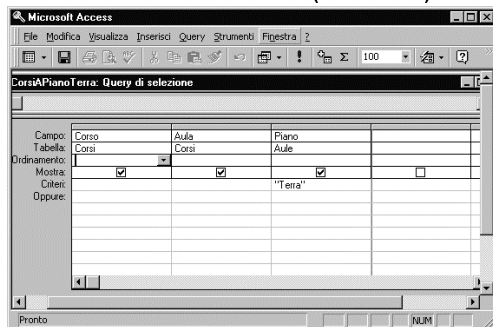 Microsoft Access
File Modifica Visualizza Inserisci Query Strumenti Finestra ?
Σ 100
CorsiAPianoTerra: Query di selezione
Campo: Corso Aula Piano
Tabella: Corsi Corsi Aule
Ordinamento:
Mostra:
Criteri: "Terra"
Oppure:
Pronto NUM